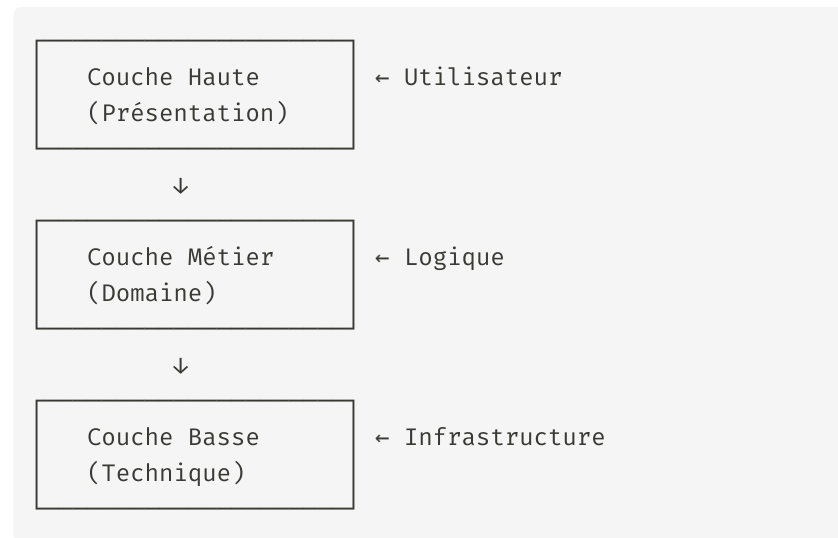 Couche Haute ← Utilisateur
(Présentation)
↓
Couche Métier ← Logique
(Domaine)
↓
Couche Basse ← Infrastructure
(Technique)